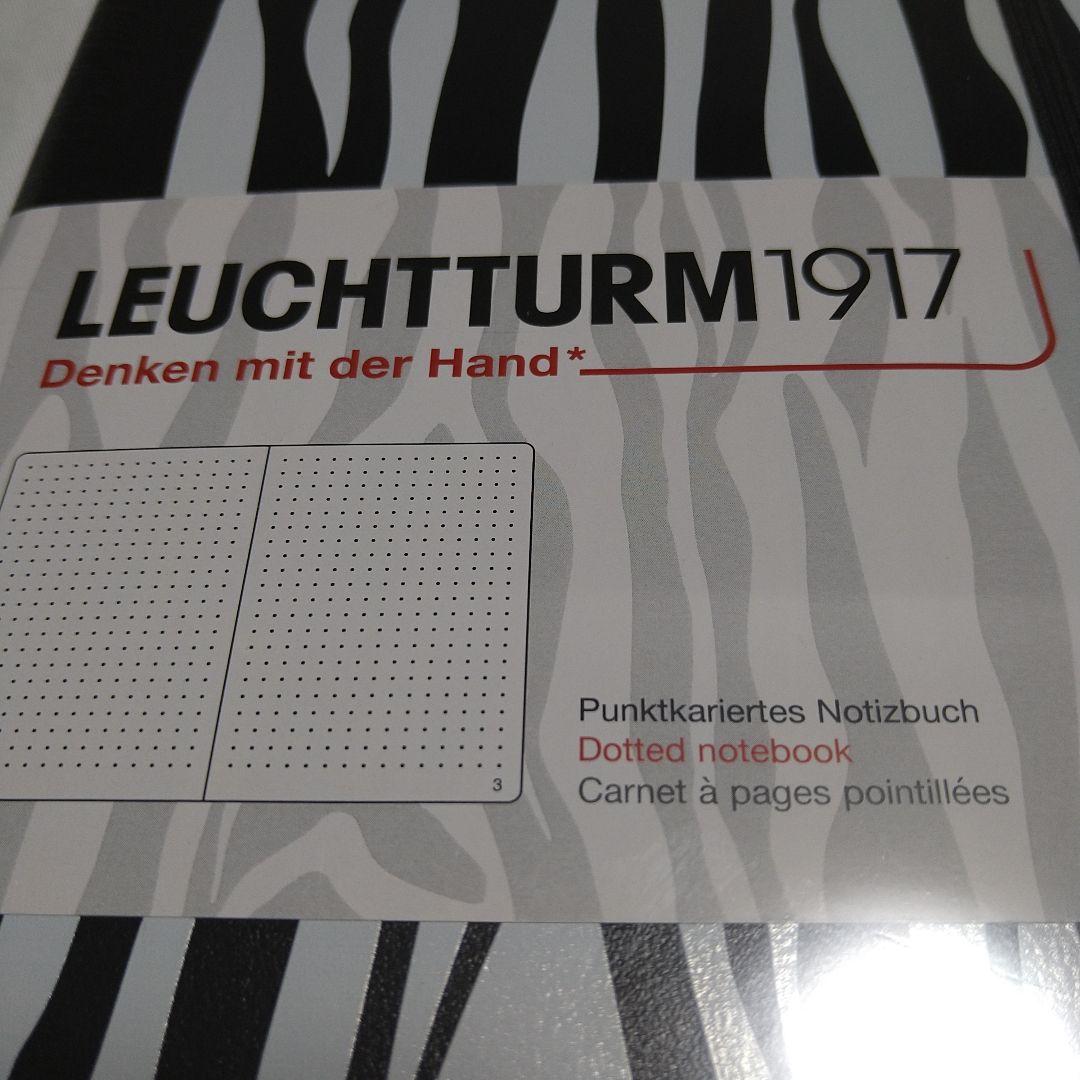 LEUCHTTURM1917
Denken mit der Hand*
3
Punktkariertes Notizbuch
Dotted notebook
Carnet à pages pointillées